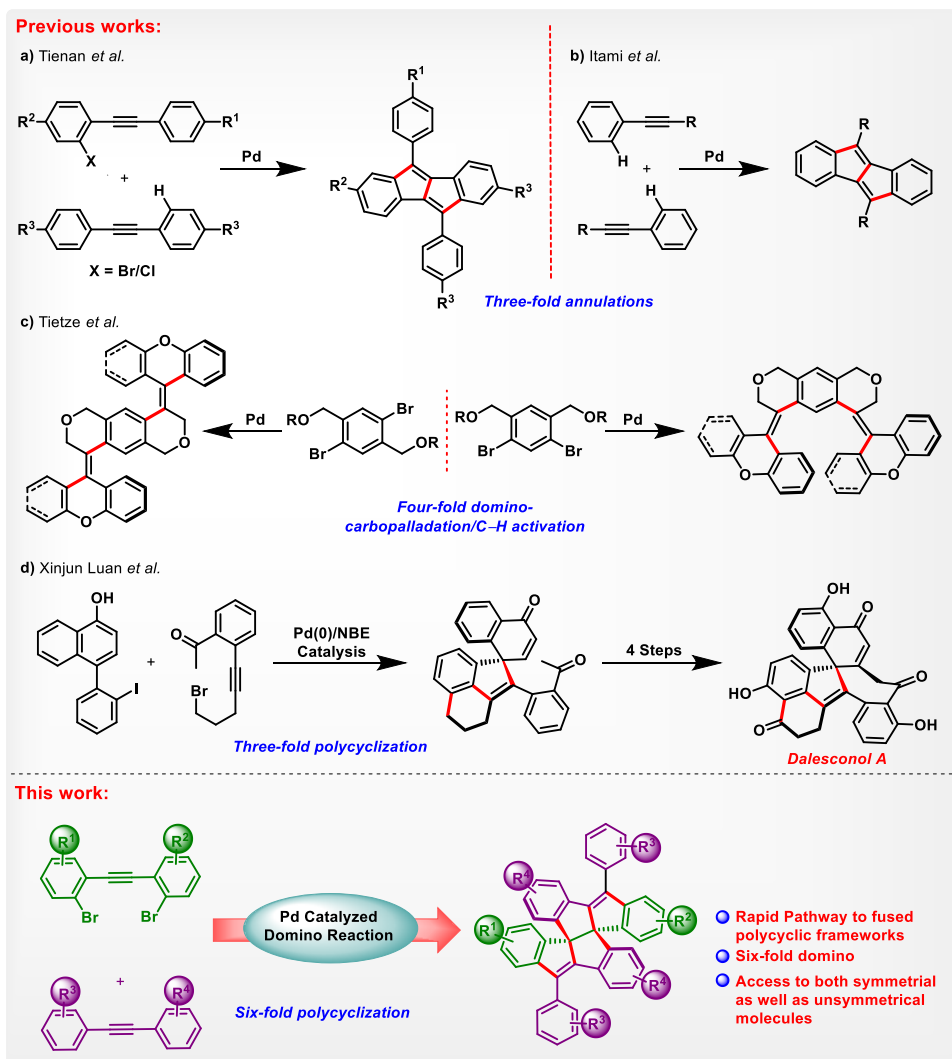 Previous works:
a) Tienan et al.
b) Itami et al.
R¹
R²
R¹
X
H
Pd
+
R²
R³
R³
R³
X = Br/Cl
R³
R
H
+
H
R
Pd
R
R
Three-fold annulations
c) Tietze et al.
O
O
O
O
Pd
RO
Br
Br
OR
RO
OR
Br
Br
Pd
O
O
O
O
Four-fold domino-
carbopalladation/C–H activation
d) Xinjun Luan et al.
OH
I
+
O
Br
Pd(0)/NBE
Catalysis
O
O
4 Steps
OH
O
HO
O
O
OH
Three-fold polycyclization
Dalesconol A
This work:
R¹
R²
Br
Br
+
R³
R⁴
Pd Catalyzed
Domino Reaction
Six-fold polycyclization
R³
R⁴
R¹
R²
R⁴
R³
Rapid Pathway to fused
polycyclic frameworks
Six-fold domino
Access to both symmetrial
as well as unsymmetrical
molecules